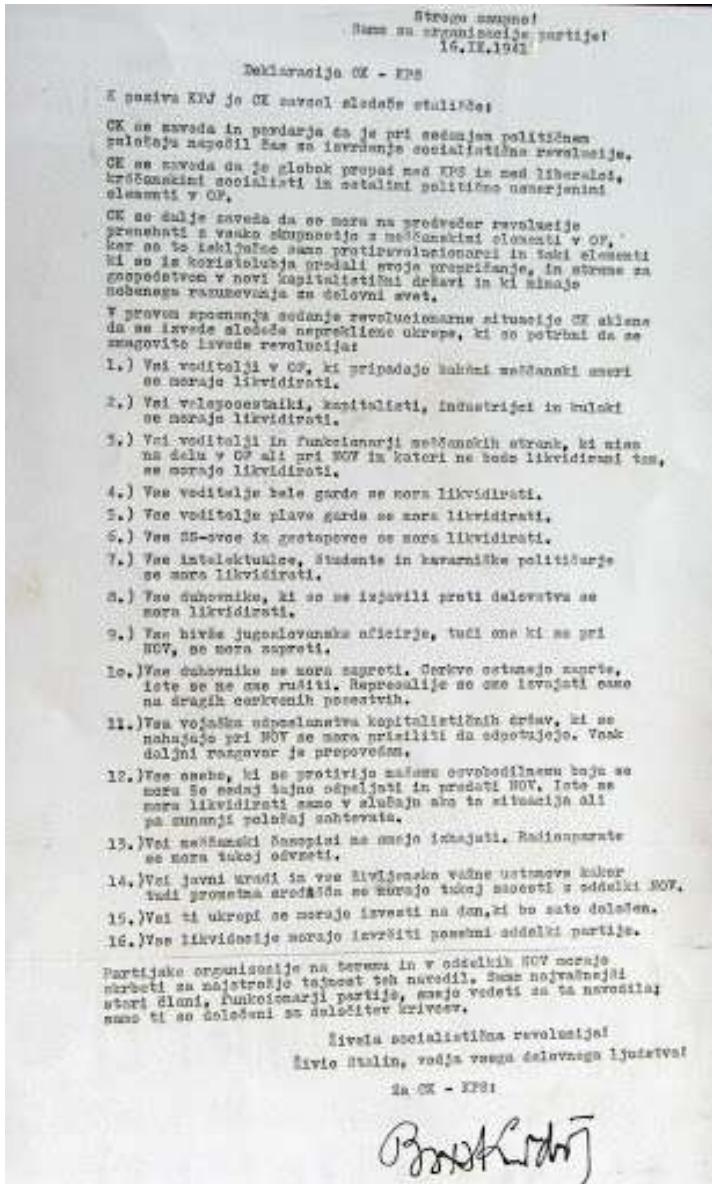 Strogo zaupno!
Samo za organizacije partije!
16.IX.1941
Deklaracija CK - KPS
K pozivu KPJ je CK zavzel sledeče stališče:
CK se zaveda in povdarja da je pri sedanjem političnem
položaju napočil čas za izvršenje socialistične revolucije.
CK se zaveda da je globok prepad med KPS in med liberalci,
krščanskimi socialisti in ostalimi politično usmerjenimi
elementi v OF.
CK se dalje zaveda da se mora na predvečer revolucije
prenehati z vsako skupnostjo z meščanskimi elementi v OF,
ker so to izključno samo protirevolucionarci in taki elementi
ki so iz koristolubja prodali svoje prepričanje, in streme za
gospodstvom v novi kapitalistični državi in ki nimajo
nobenega razumevanja za delovni svet.
V pravem spoznanju sedanje revolucionarne situacije CK sklene
da se izvede sledeče nepreklicne ukrepe, ki so potrebni da se
zmagovito izvede revolucija:
1.) Vsi voditelji v OF, ki pripadajo kakšni meščanski smeri
se morajo likvidirati.
2.) Vsi veleposestniki, kapitalisti, industrijci in kulaki
se morajo likvidirati.
3.) Vsi voditelji in funkcionarji meščanskih strank, ki niso
na delu v OF ali pri NOV in kateri ne bodo likvidirani tam,
se morajo likvidirati.
4.) Vse voditelje bele garde se mora likvidirati.
5.) Vse voditelje plave garde se mora likvidirati.
6.) Vse SS-ovce in gestapovce se mora likvidirati.
7.) Vse intelektualce, študente in kavarniške političarje
se mora likvidirati.
8.) Vse duhovnike, ki so se izjavili proti delavstvu se
mora likvidirati.
9.) Vse bivše jugoslovanske oficirje, tudi one ki so pri
NOV, se mora zapreti.
10.)Vse duhovnike se mora zapreti. Cerkve ostanejo zaprte,
iste se ne sme rušiti. Represalije se sme izvajati samo
na dragih cerkvenih posestvih.
11.)Vsa vojaška odposlanstva kapitalističnih držav, ki se
nahajajo pri NOV se mora prisiliti da odpotujejo. Vsak
daljni razgovor je prepovedan.
12.)Vse osebe, ki se protivijo našemu osvobodilnemu boju se
mora še sedaj tajno odpeljati in predati NOV. Iste se
mora likvidirati samo v slučaju ako to situacija ali
pa zunanji položaj zahtevata.
13.)Vsi meščanski časopisi ne smejo izhajati. Radioaparate
se mora takoj odvzeti.
14.)Vsi javni uradi in vse življensko važne ustanove kakor
tudi prometna središča se morajo takoj zasesti z oddelki NOV.
15.)Vsi ti ukrepi se morajo izvesti na dan,ki bo zato določen.
16.)Vse likvidacije morajo izvršiti posebni oddelki partije.
Partijske organizacije na terenu in v oddelkih NOV morajo
skrbeti za najstrožjo tajnost teh navodil. Samo najvažnejši
stari člani, funkcionarji partije, smejo vedeti za ta navodila;
samo ti so določeni za določitev krivcev.
Živela socialistična revolucija!
Živio Stalin, vodja vsega delovnega ljudstva!
Za CK - KPS: